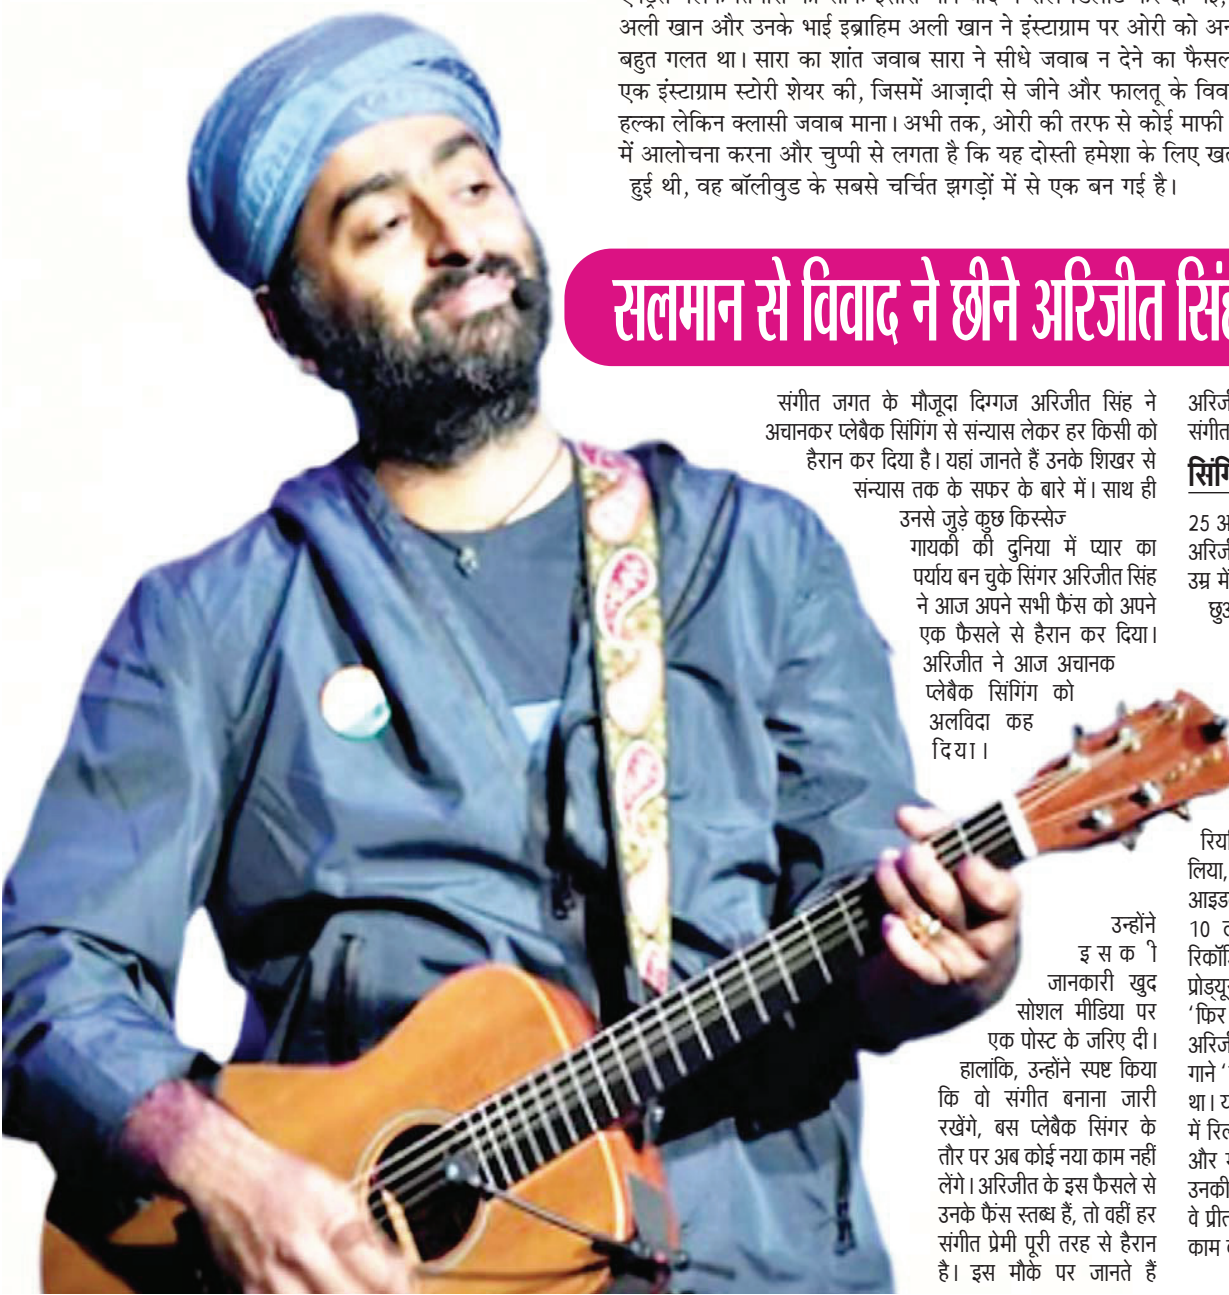 अली खान और उनके भाई इब्राहिम अली खान ने इंस्टाग्राम पर ओरी को
बहुत गलत था। सारा का शांत जवाब सारा ने सीधे जवाब न देने का
एक इंस्टाग्राम स्टोरी शेयर की, जिसमें आज़ादी से जीने और फालतू के
हल्का लेकिन क्लासी जवाब माना। अभी तक, ओरी की तरफ से कोई माफी
में आलोचना करना और चुप्पी से लगता है कि यह दोस्ती हमेशा के लिए
हुई थी, वह बॉलीवुड के सबसे चर्चित झगड़ों में से एक बन गई है।
सलमान से विवाद ने छीने अरिजीत
संगीत जगत के मौजूदा दिग्गज अरिजीत सिंह ने
अचानकर प्लेबैक सिंगिंग से संन्यास लेकर हर किसी को
हैरान कर दिया है। यहां जानते हैं उनके शिखर से
संन्यास तक के सफर के बारे में। साथ ही
उनसे जुड़े कुछ किस्सेज
गायकी की दुनिया में प्यार का
पर्याय बन चुके सिंगर अरिजीत सिंह
ने आज अपने सभी फैंस को अपने
एक फैसले से हैरान कर दिया।
अरिजीत ने आज अचानक
प्लेबैक सिंगिंग को
अलविदा कह
दिया।
उन्होंने
इसकी
जानकारी खुद
सोशल मीडिया पर
एक पोस्ट के जरिए दी।
हालांकि, उन्होंने स्पष्ट किया
कि वो संगीत बनाना जारी
रखेंगे, बस प्लेबैक सिंगर के
तौर पर अब कोई नया काम नहीं
लेंगे। अरिजीत के इस फैसले से
उनके फैंस स्तब्ध हैं, तो वहीं हर
संगीत प्रेमी पूरी तरह से हैरान
है। इस मौके पर जानते हैं
संगीत
25
उम्र में
लिया,
10
'फिर
गाने
था।
में
और
उनकी
वे
काम